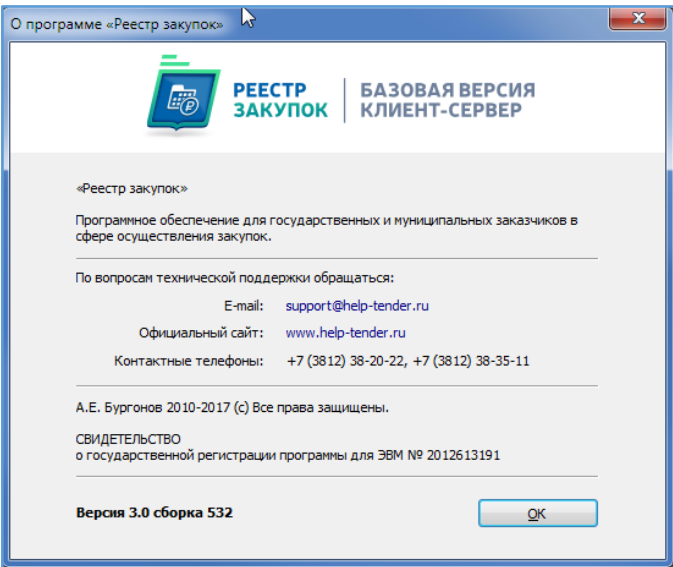 О программе «Реестр закупок»
РЕЕСТР
ЗАКУПОК
БАЗОВАЯ ВЕРСИЯ
КЛИЕНТ-СЕРВЕР
«Реестр закупок»
Программное обеспечение для государственных и муниципальных заказчиков в
сфере осуществления закупок.
По вопросам технической поддержки обращаться:
E-mail: support@help-tender.ru
Официальный сайт: www.help-tender.ru
Контактные телефоны: +7 (3812) 38-20-22, +7 (3812) 38-35-11
А.Е. Бургонов 2010-2017 (c) Все права защищены.
СВИДЕТЕЛЬСТВО
о государственной регистрации программы для ЭВМ № 2012613191
Версия 3.0 сборка 532
OK